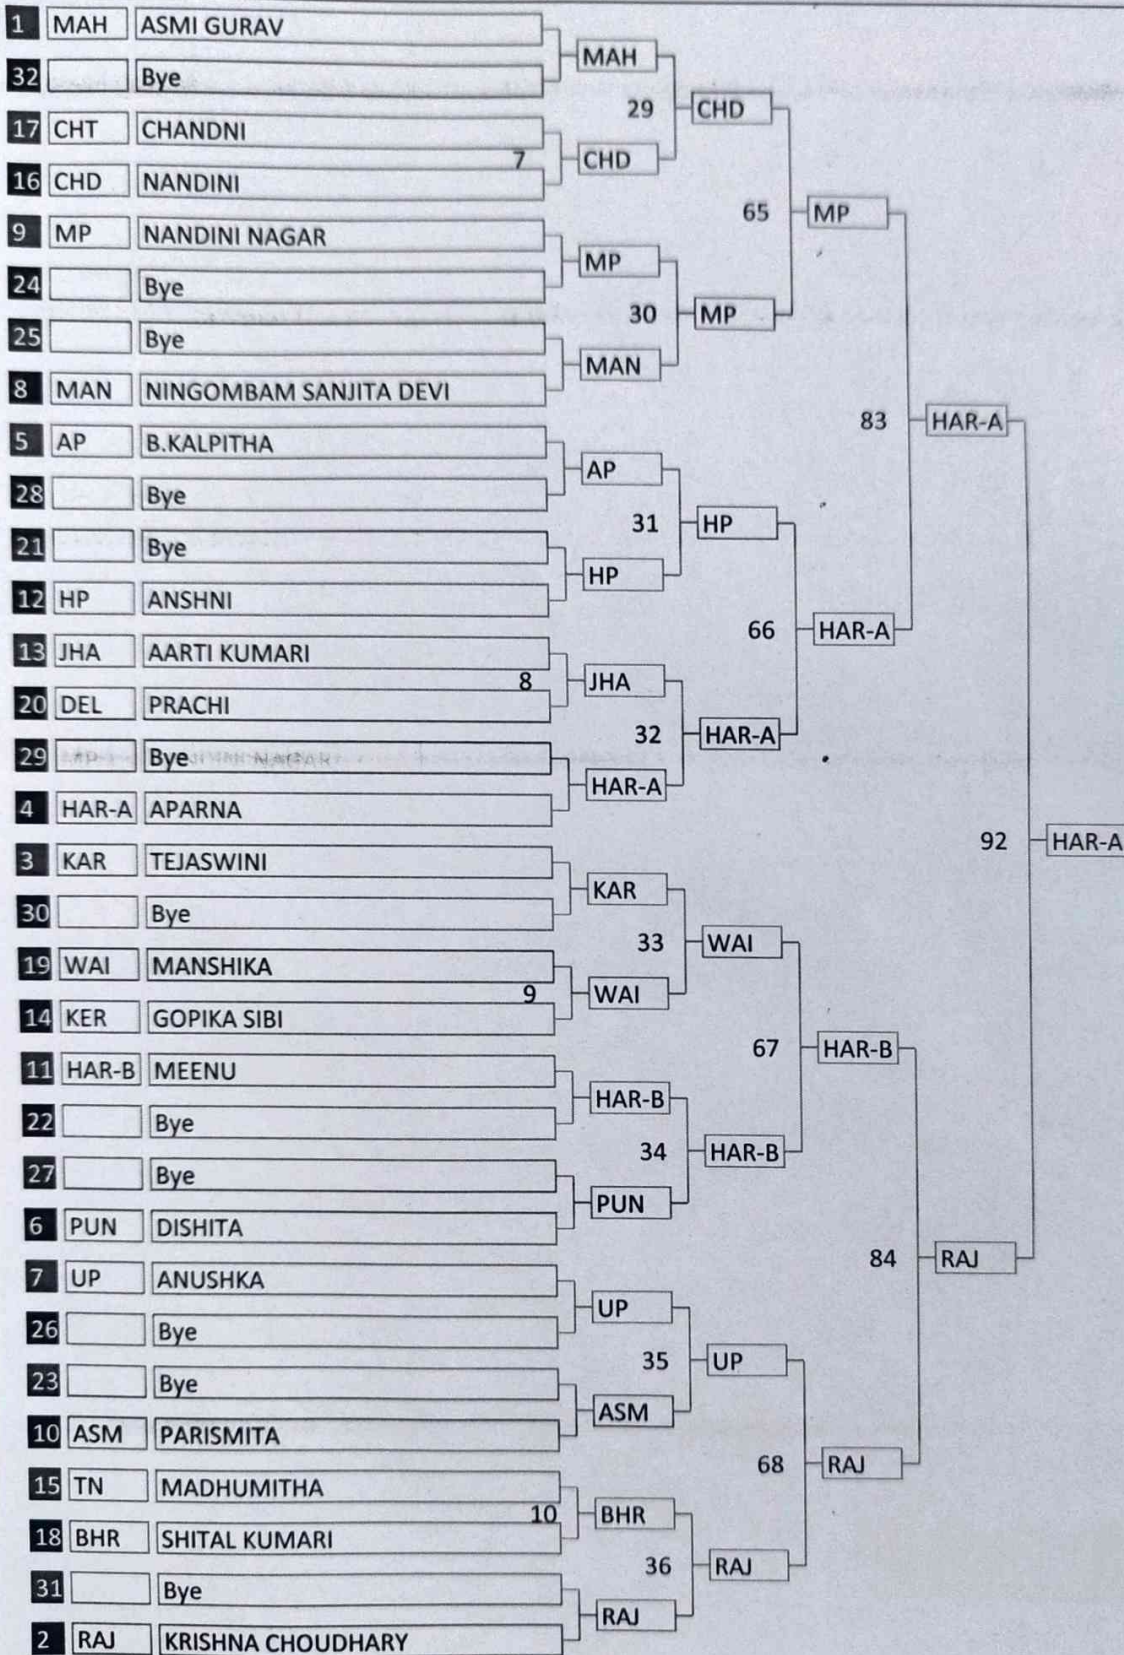 1 MAH ASMI GURAV
MAH
32 Bye
29 CHD
17 CHT CHANDNI
7 CHD
16 CHD NANDINI
65 MP
9 MP NANDINI NAGAR
MP
24 Bye
30 MP
25 Bye
MAN
8 MAN NINGOMBAM SANJITA DEVI
83 HAR-A
5 AP B.KALPITHA
AP
28 Bye
31 HP
21 Bye
HP
12 HP ANSHNI
66 HAR-A
13 JHA AARTI KUMARI
8 JHA
20 DEL PRACHI
32 HAR-A
29 Bye
HAR-A
4 HAR-A APARNA
92 HAR-A
3 KAR TEJASWINI
KAR
30 Bye
33 WAI
19 WAI MANSHIKA
9 WAI
14 KER GOPIKA SIBI
67 HAR-B
11 HAR-B MEENU
HAR-B
22 Bye
34 HAR-B
27 Bye
PUN
6 PUN DISHITA
84 RAJ
7 UP ANUSHKA
UP
26 Bye
35 UP
23 Bye
ASM
10 ASM PARISMITA
68 RAJ
15 TN MADHUMITHA
10 BHR
18 BHR SHITAL KUMARI
36 RAJ
31 Bye
RAJ
2 RAJ KRISHNA CHOUDHARY